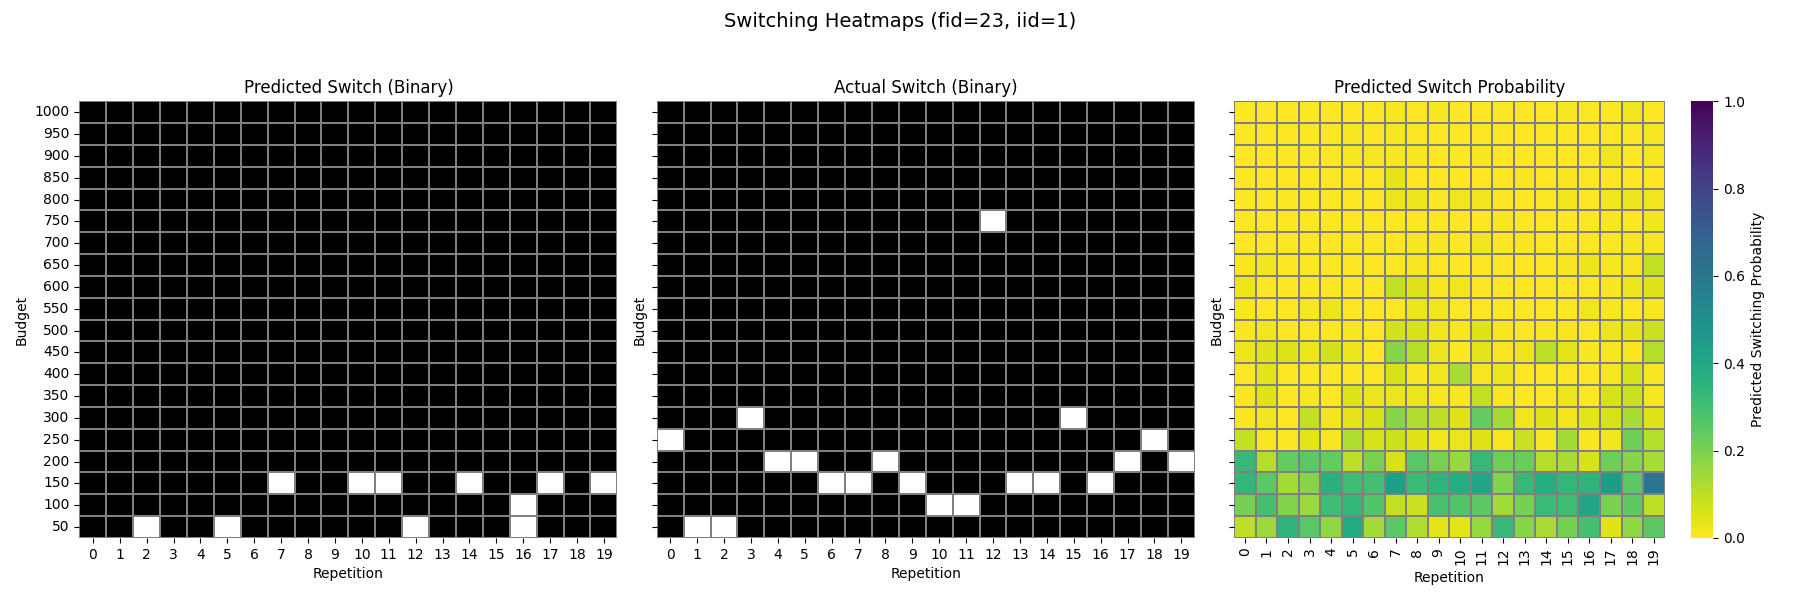 Switching Heatmaps (fid=23, iid=1)
Predicted Switch (Binary)
Budget
1000
950
900
850
800
750
700
650
600
550
500
450
400
350
300
250
200
150
100
50
0 1 2 3 4 5 6 7 8 9 10 11 12 13 14 15 16 17 18 19
Repetition
Actual Switch (Binary)
Budget
0 1 2 3 4 5 6 7 8 9 10 11 12 13 14 15 16 17 18 19
Repetition
Predicted Switch Probability
Budget
0 1 2 3 4 5 6 7 8 9 10 11 12 13 14 15 16 17 18 19
Repetition
1.0
0.8
0.6
0.4
0.2
0.0
Predicted Switching Probability